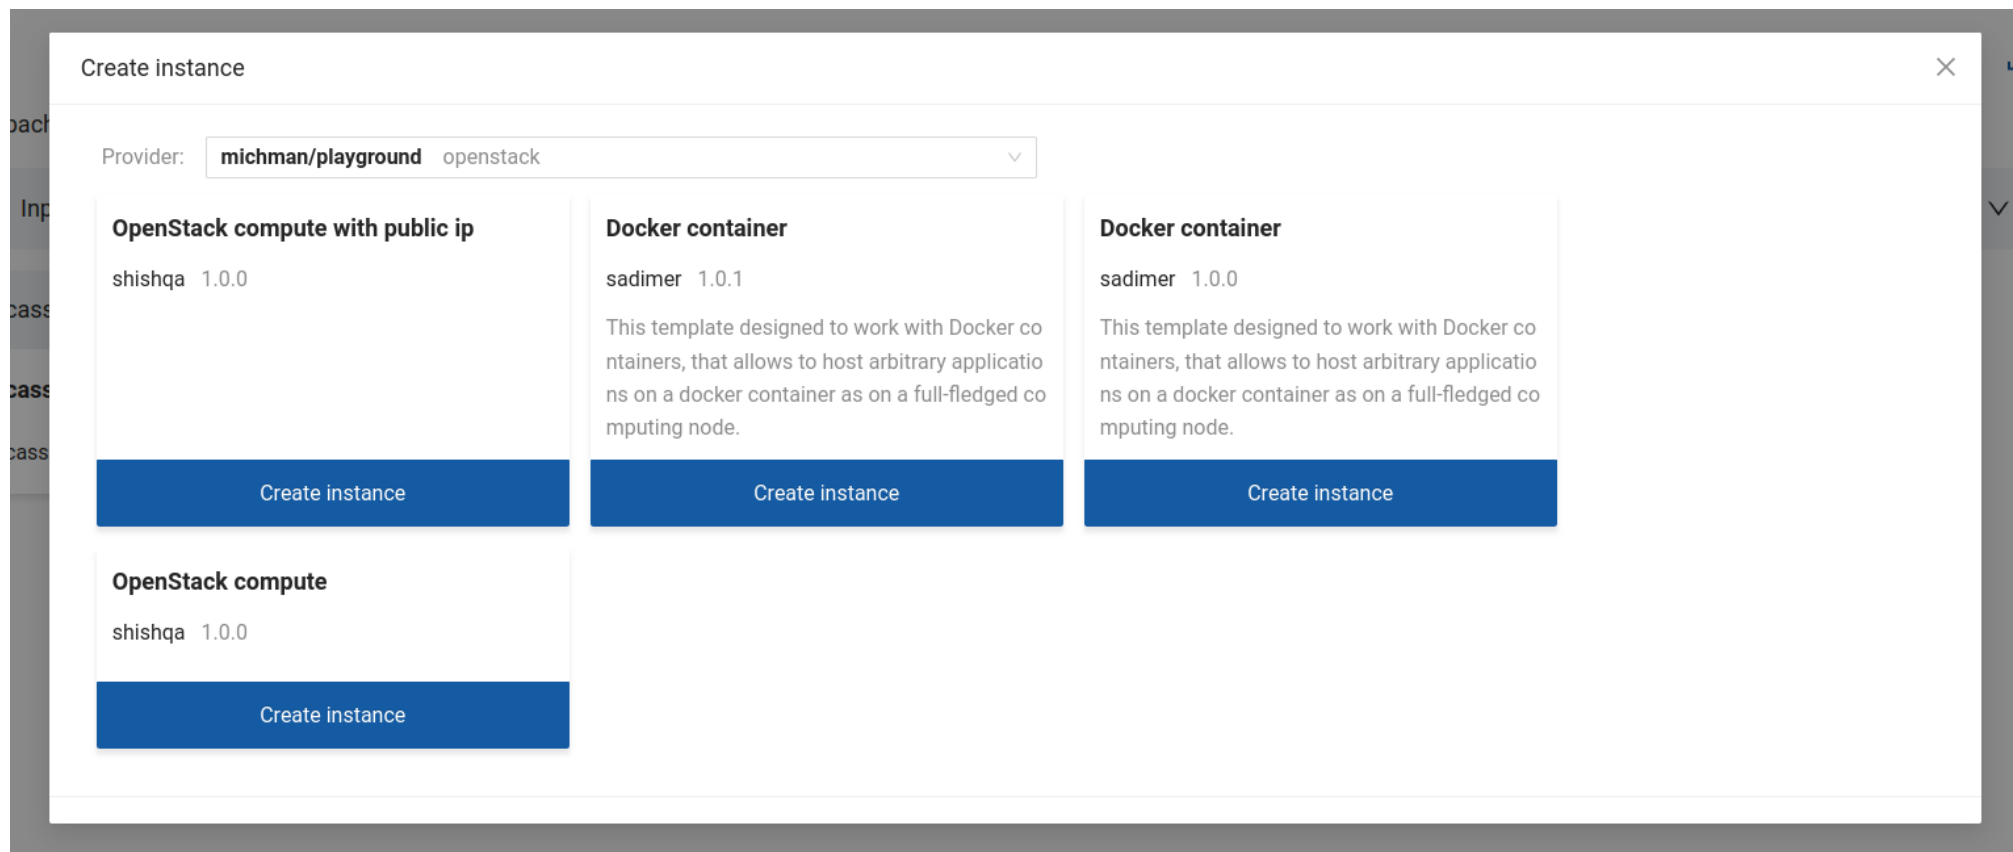 Create instance
Provider: michman/playground openstack
OpenStack compute with public ip
shishqa 1.0.0
Create instance
Docker container
sadimer 1.0.1
This template designed to work with Docker co
ntainers, that allows to host arbitrary applicatio
ns on a docker container as on a full-fledged co
mputing node.
Create instance
Docker container
sadimer 1.0.0
This template designed to work with Docker co
ntainers, that allows to host arbitrary applicatio
ns on a docker container as on a full-fledged co
mputing node.
Create instance
OpenStack compute
shishqa 1.0.0
Create instance
Inp
cass
cass
cass